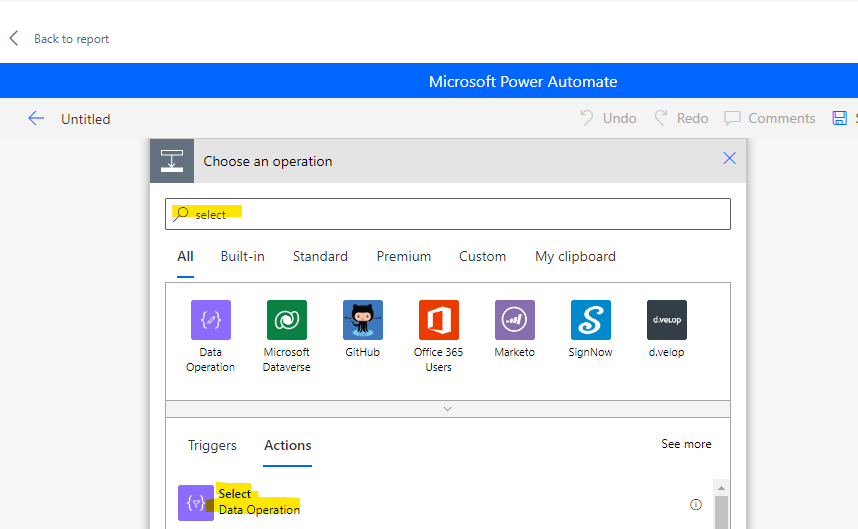 Back to report
Microsoft Power Automate
Untitled
Undo
Redo
Comments
S
Choose an operation
select
All Built-in Standard Premium Custom My clipboard
d.velop
Data Operation
Microsoft Dataverse
GitHub
Office 365 Users
Marketo
SignNow
d.velop
Triggers Actions See more
Select
Data Operation